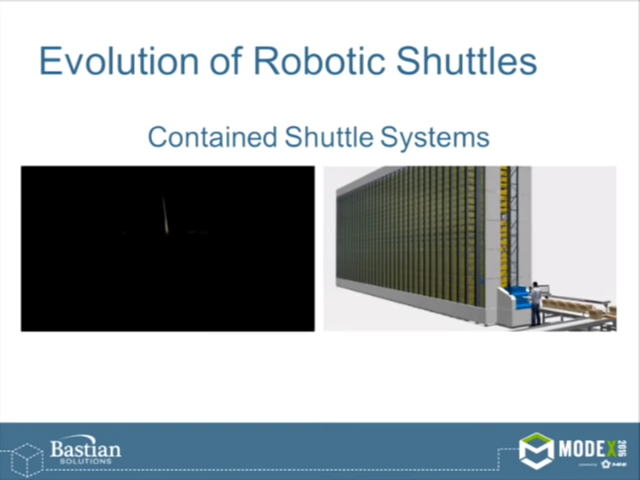 Evolution of Robotic Shuttles
Contained Shuttle Systems
Bastian
SOLUTIONS
MODEX
2016